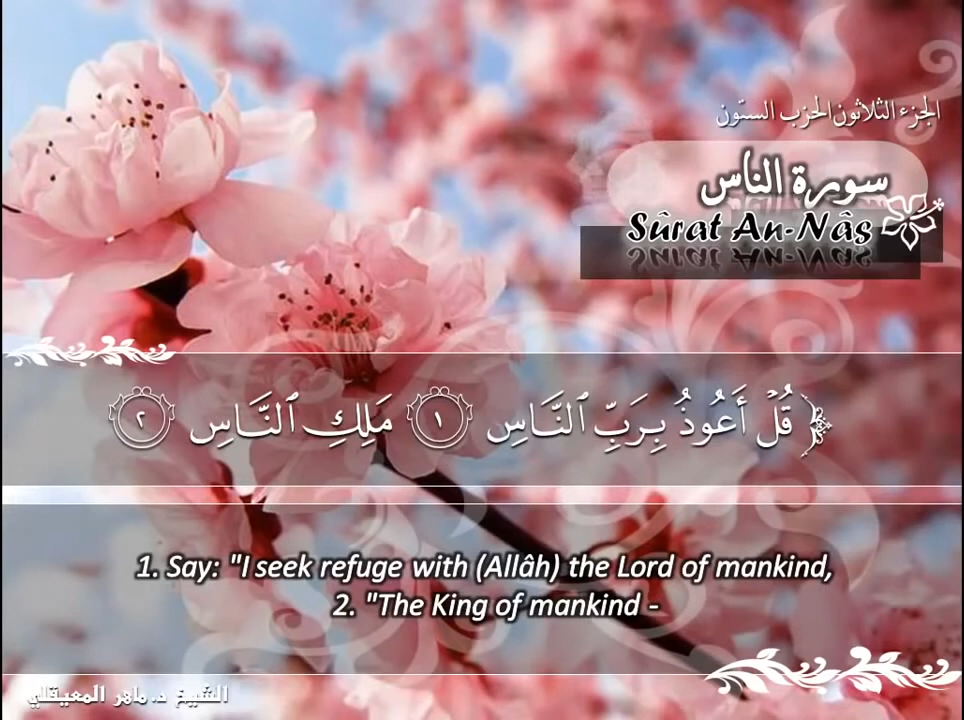 الجزء الثلاثون الحزب الستون
سورة الناس
Sûrat An-Nâs
﴿ قُلۡ أَعُوذُ بِرَبِّ ٱلنَّاسِ ١ مَلِكِ ٱلنَّاسِ ٢
1. Say: "I seek refuge with (Allâh) the Lord of mankind,
2. "The King of mankind -
الشيخ د. ماهر المعيقلي